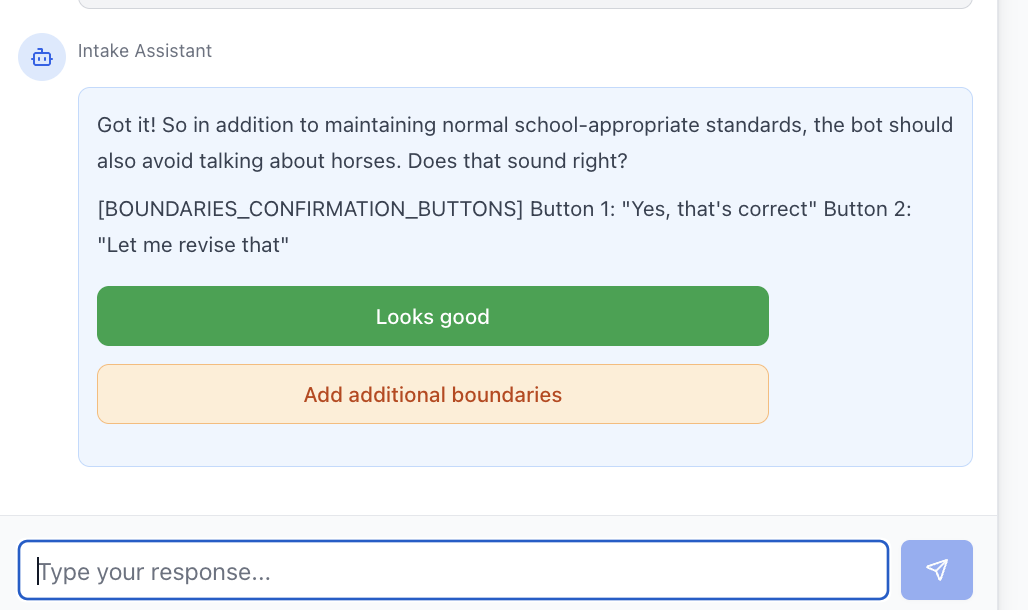 Intake Assistant
Got it! So in addition to maintaining normal school-appropriate standards, the bot should
also avoid talking about horses. Does that sound right?
[BOUNDARIES_CONFIRMATION_BUTTONS] Button 1: "Yes, that's correct" Button 2:
"Let me revise that"
Looks good
Add additional boundaries
Type your response...